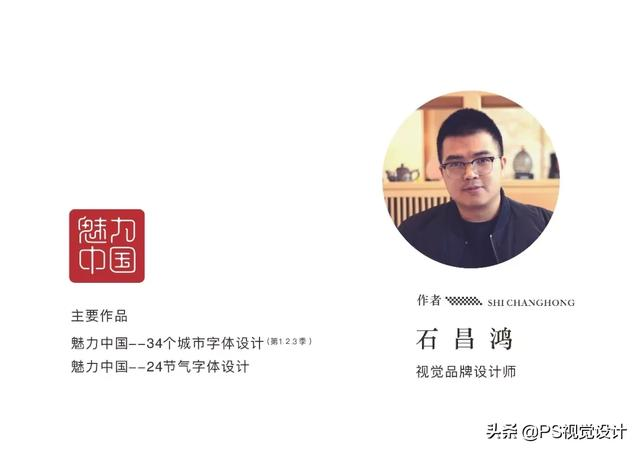 魅力
中国
主要作品
魅力中国--34个城市字体设计(第1.2.3季)
魅力中国--24节气字体设计
作者 SHI CHANGHONG
石昌鸿
视觉品牌设计师
头条 @PS视觉设计